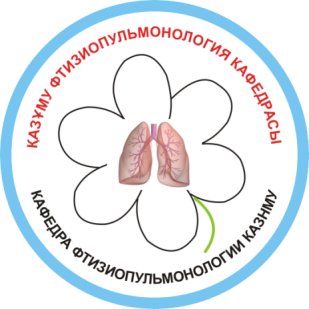 ҚАЗҰМУ ФТИЗИОПУЛЬМОНОЛОГИЯ КАФЕДРАСЫ
КАФЕДРА ФТИЗИОПУЛЬМОНОЛОГИИ КАЗНМУ